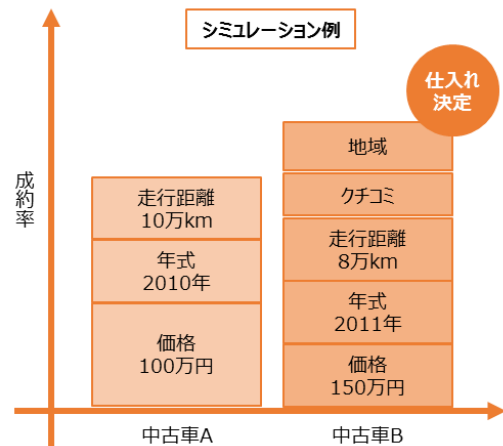 シミュレーション例
仕入れ
決定
成約率
走行距離
10万km
年式
2010年
価格
100万円
地域
クチコミ
走行距離
8万km
年式
2011年
価格
150万円
中古車A
中古車B